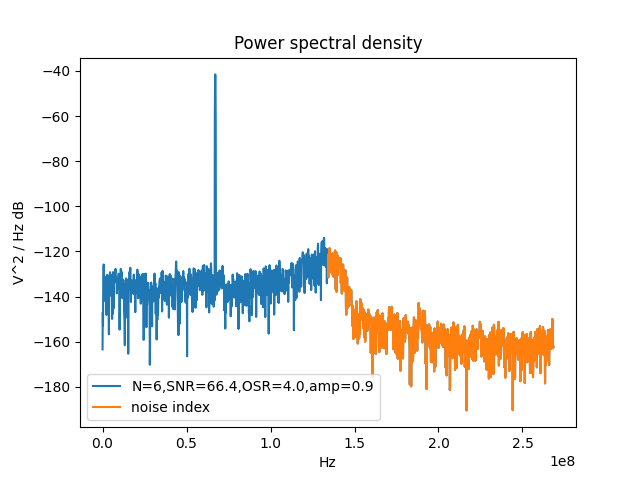 Power spectral density
V^2 / Hz dB
−40
−60
−80
−100
−120
−140
−160
−180
N=6,SNR=66.4,OSR=4.0,amp=0.9
noise index
0.0 0.5 1.0 1.5 2.0 2.5
1e8
Hz